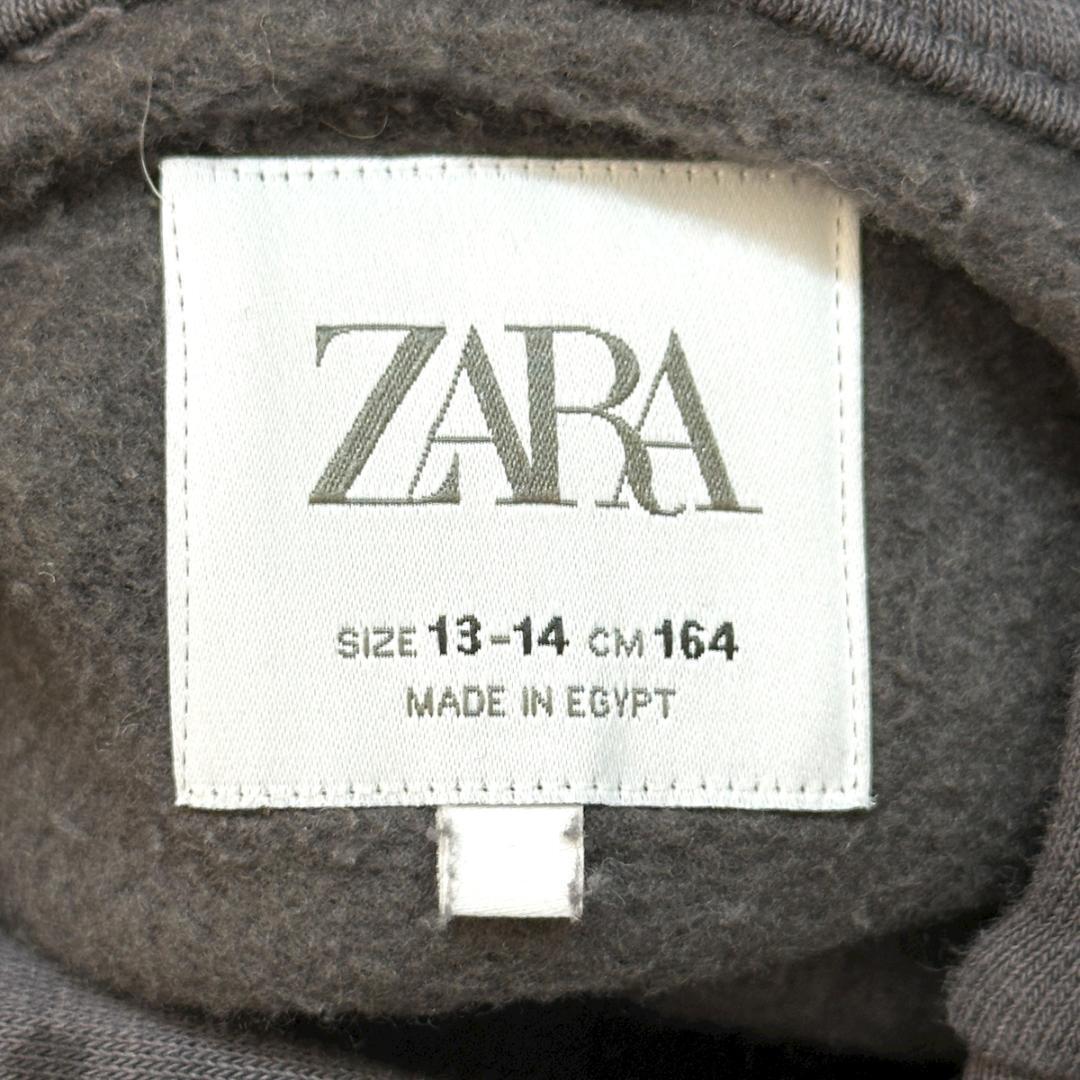 ZARA
SIZE 13-14 CM 164
MADE IN EGYPT